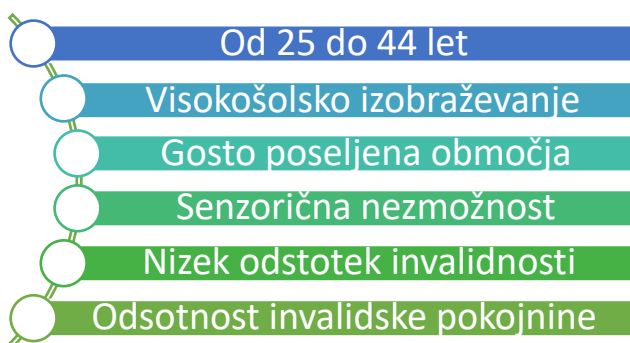 Od 25 do 44 let
Visokošolsko izobraževanje
Gosto poseljena območja
Senzorična nezmožnost
Nizek odstotek invalidnosti
Odsotnost invalidske pokojnine